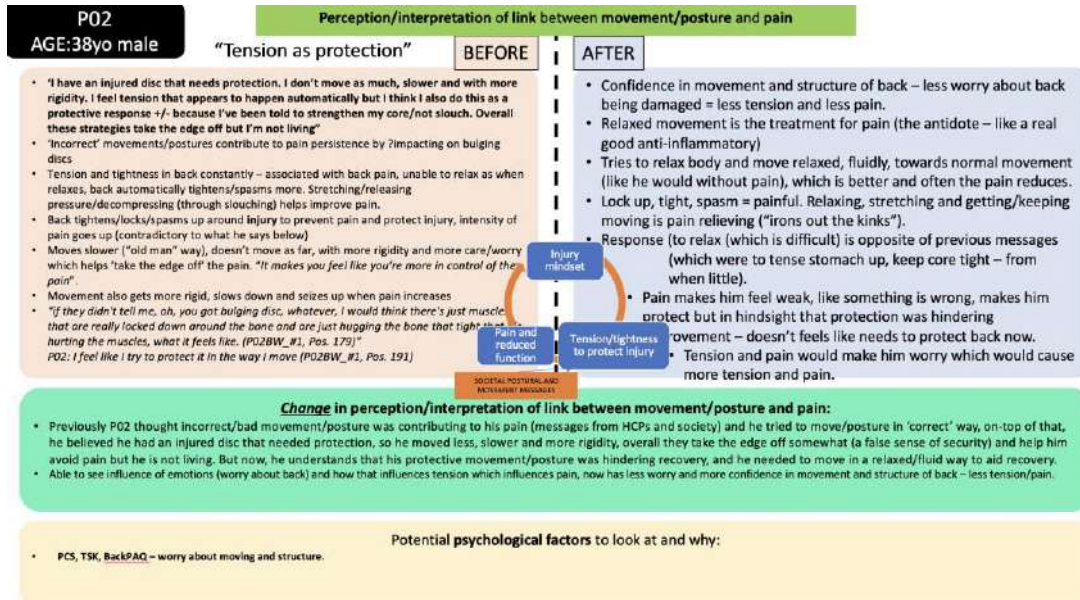 P02
AGE:38yo male
Perception/interpretation of link between movement/posture and pain
"Tension as protection"
BEFORE
AFTER
• 'I have an injured disc that needs protection. I don't move as much, slower and with more
rigidity. I feel tension that appears to happen automatically but I think I also do this as a
protective response +/- because I've been told to strengthen my core/not slouch. Overall
these strategies take the edge off but I'm not living"
• 'Incorrect' movements/postures contribute to pain persistence by ?impacting on bulging
discs
• Tension and tightness in back constantly – associated with back pain, unable to relax as when
relaxes, back automatically tightens/spasms more. Stretching/releasing
pressure/decompressing (through slouching) helps improve pain.
• Back tightens/locks/spasms up around injury to prevent pain and protect injury, intensity of
pain goes up (contradictory to what he says below)
• Moves slower ("old man" way), doesn't move as far, with more rigidity and more care/worry
which helps 'take the edge off' the pain. "It makes you feel like you're more in control of the
pain".
• Movement also gets more rigid, slows down and seizes up when pain increases
• "if they didn't tell me, oh, you got bulging disc, whatever, I would think there's just muscle
that are really locked down around the bone and are just hugging the bone that tight
hurting the muscles, what it feels like. (P02BW_#1, Pos. 179)"
P02: I feel like I try to protect it in the way I move (P02BW_#1, Pos. 191)
• Confidence in movement and structure of back – less worry about back
being damaged = less tension and less pain.
• Relaxed movement is the treatment for pain (the antidote – like a real
good anti-inflammatory)
• Tries to relax body and move relaxed, fluidly, towards normal movement
(like he would without pain), which is better and often the pain reduces.
• Lock up, tight, spasm = painful. Relaxing, stretching and getting/keeping
moving is pain relieving ("irons out the kinks").
• Response (to relax (which is difficult) is opposite of previous messages
(which were to tense stomach up, keep core tight – from
when little).
• Pain makes him feel weak, like something is wrong, makes him
protect but in hindsight that protection was hindering
rovement – doesn't feels like needs to protect back now.
• Tension and pain would make him worry which would cause
more tension and pain.
Injury
mindset
Pain and
reduced
function
Tension/tightness
to protect injury
SOCIETAL POSTURAL AND
MOVEMENT MESSAGES
Change in perception/interpretation of link between movement/posture and pain:
• Previously P02 thought incorrect/bad movement/posture was contributing to his pain (messages from HCPs and society) and he tried to move/posture in 'correct' way, on-top of that,
he believed he had an injured disc that needed protection, so he moved less, slower and more rigidity, overall they take the edge off somewhat (a false sense of security) and help him
avoid pain but he is not living. But now, he understands that his protective movement/posture was hindering recovery, and he needed to move in a relaxed/fluid way to aid recovery.
• Able to see influence of emotions (worry about back) and how that influences tension which influences pain, now has less worry and more confidence in movement and structure of back – less tension/pain.
Potential psychological factors to look at and why:
• PCS, TSK, BackPAQ – worry about moving and structure.